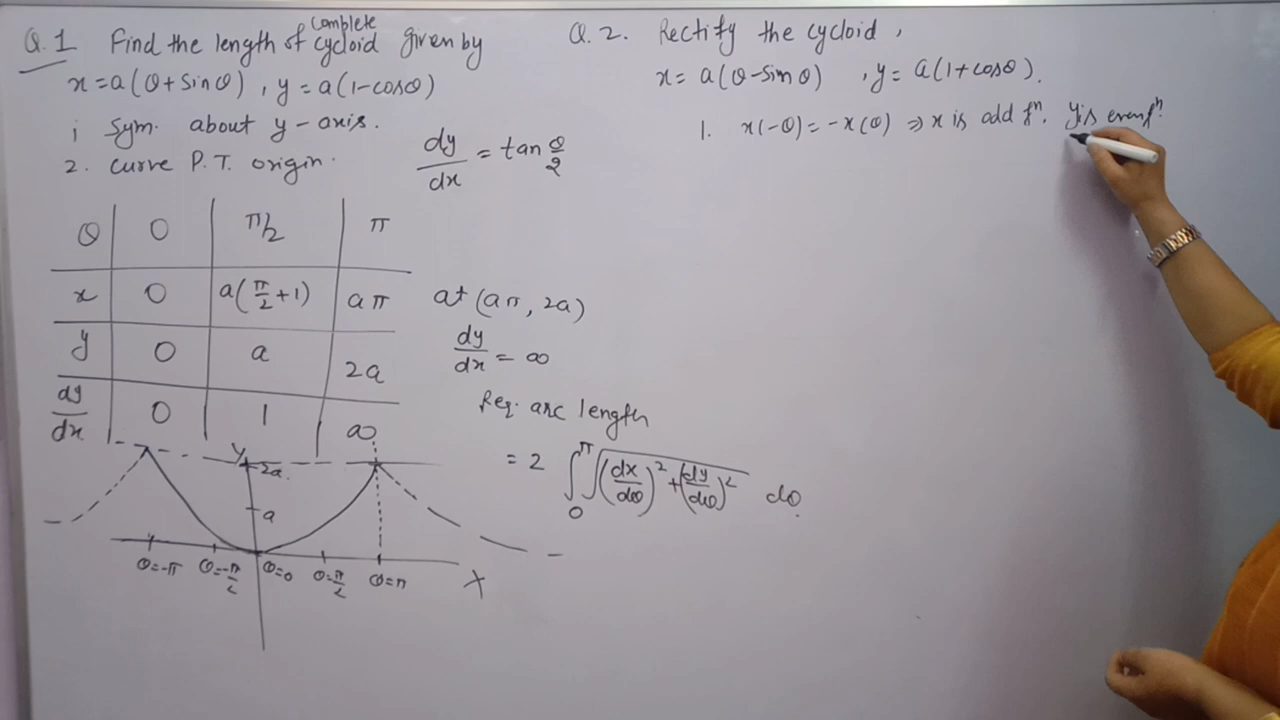 Q.1 Find the length of complete cycloid given by
x=a(θ+sinθ), y=a(1-cosθ)
i Sym. about y-axis.
2. curve P.T. origin.
dy/dx = tan θ/2
θ | 0 | π/2 | π
x | 0 | a(π/2+1) | aπ
y | 0 | a | 2a
dy/dx | 0 | 1 | ∞
at (aπ, 2a)
dy/dx = ∞
Req. arc length
= 2 ∫₀^π √((dx/dθ)²+(dy/dθ)²) dθ.
Y
2a.
a
θ=-π θ=-π/2 θ=0 θ=π/2 θ=π
X
Q.2. Rectify the cycloid,
x= a(θ-sinθ) , y= a(1+cosθ).
1. x(-θ)=-x(θ) ⇒ x is odd fⁿ. y is even fⁿ.